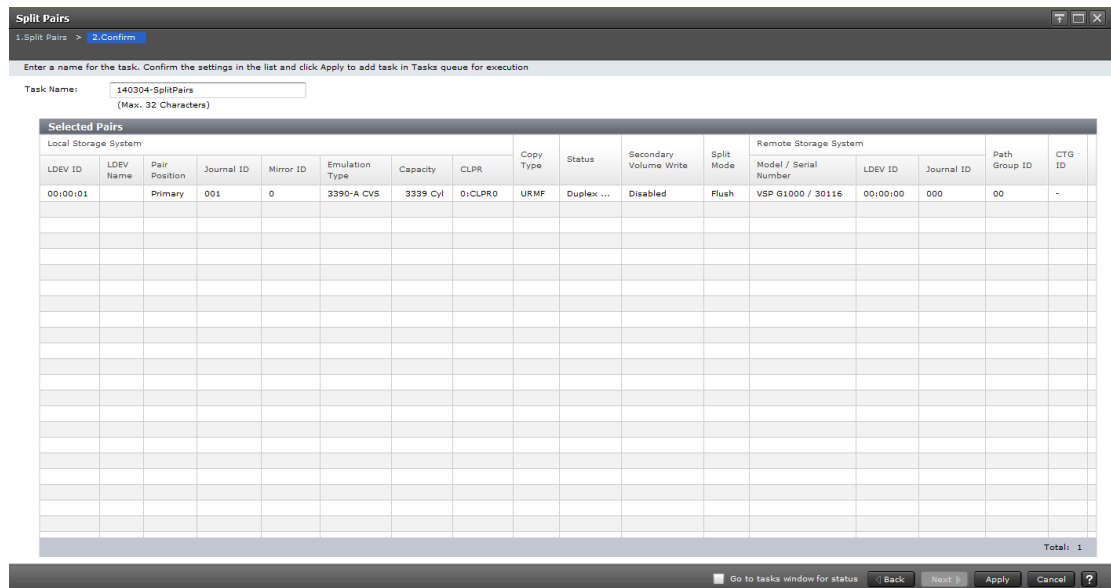 Split Pairs
1.Split Pairs > 2.Confirm
Enter a name for the task. Confirm the settings in the list and click Apply to add task in Tasks queue for execution
Task Name: 140304-SplitPairs
(Max. 32 Characters)
Selected Pairs
Local Storage System Copy Type Status Secondary Volume Write Split Mode Remote Storage System Path Group ID CTG ID
LDEV ID LDEV Name Pair Position Journal ID Mirror ID Emulation Type Capacity CLPR Model / Serial Number LDEV ID Journal ID
00:00:01 Primary 001 0 3390-A CVS 3339 Cyl 0:CLPR0 URMF Duplex ... Disabled Flush VSP G1000 / 30116 00:00:00 000 00 -
Total: 1
Go to tasks window for status Back Next Apply Cancel ?